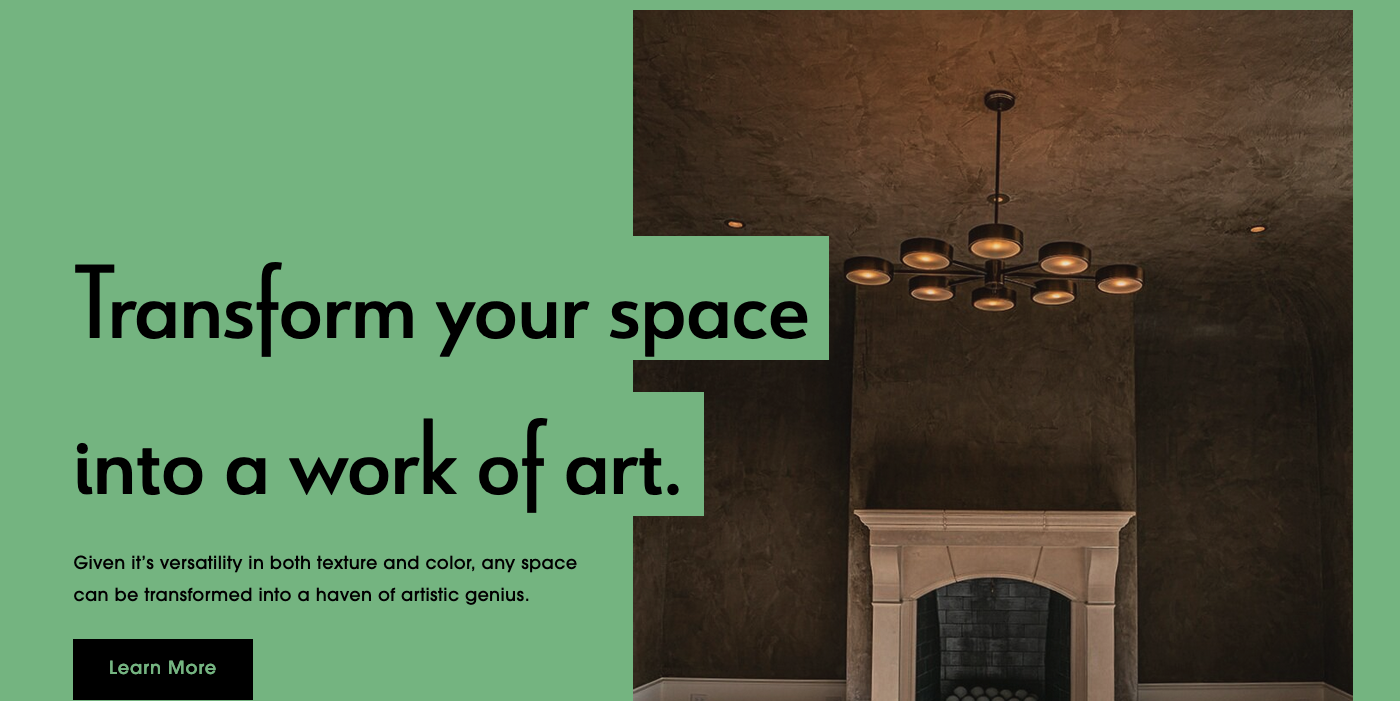 Transform your space
into a work of art.
Given it’s versatility in both texture and color, any space
can be transformed into a haven of artistic genius.
Learn More